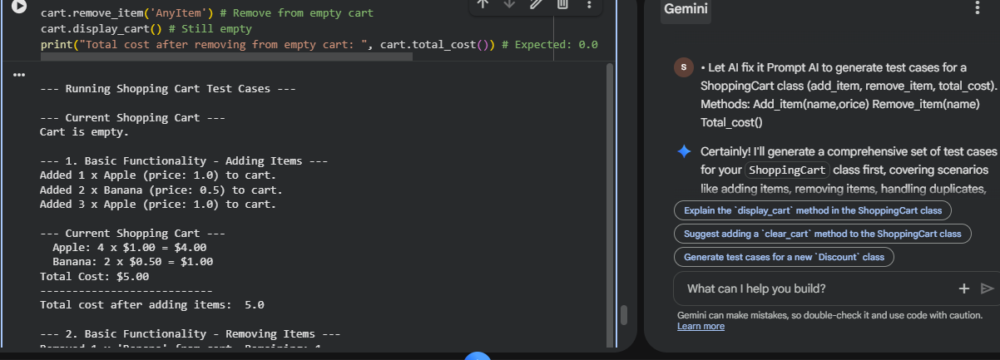 cart.remove_item('AnyItem') # Remove from empty cart
cart.display_cart() # Still empty
print("Total cost after removing from empty cart: ", cart.total_cost()) # Expected: 0.0
--- Running Shopping Cart Test Cases ---
--- Current Shopping Cart ---
Cart is empty.
--- 1. Basic Functionality - Adding Items ---
Added 1 x Apple (price: 1.0) to cart.
Added 2 x Banana (price: 0.5) to cart.
Added 3 x Apple (price: 1.0) to cart.
--- Current Shopping Cart ---
Apple: 4 x $1.00 = $4.00
Banana: 2 x $0.50 = $1.00
Total Cost: $5.00
---------------------------
Total cost after adding items:  5.0
--- 2. Basic Functionality - Removing Items ---
Removed 1 x 'Banana' from cart. Remaining: 1
Gemini
S
• Let AI fix it Prompt AI to generate test cases for a
ShoppingCart class (add_item, remove_item, total_cost).
Methods: Add_item(name,orice) Remove_item(name)
Total_cost()
Certainly! I'll generate a comprehensive set of test cases
for your ShoppingCart class first, covering scenarios
like adding items, removing items, handling duplicates,
Explain the `display_cart` method in the ShoppingCart class
Suggest adding a `clear_cart` method to the ShoppingCart class
Generate test cases for a new `Discount` class
What can I help you build?
Gemini can make mistakes, so double-check it and use code with caution.
Learn more